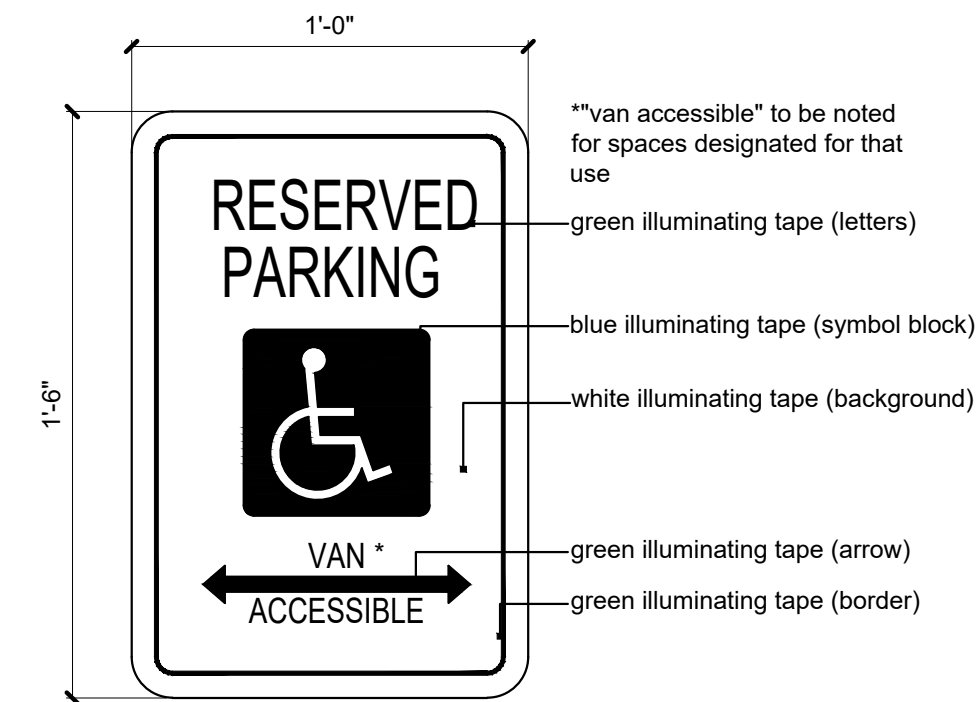 1'-0"
*"van accessible" to be noted
for spaces designated for that
use
RESERVED
PARKING
green illuminating tape (letters)
blue illuminating tape (symbol block)
1'-6"
white illuminating tape (background)
VAN *
ACCESSIBLE
green illuminating tape (arrow)
green illuminating tape (border)